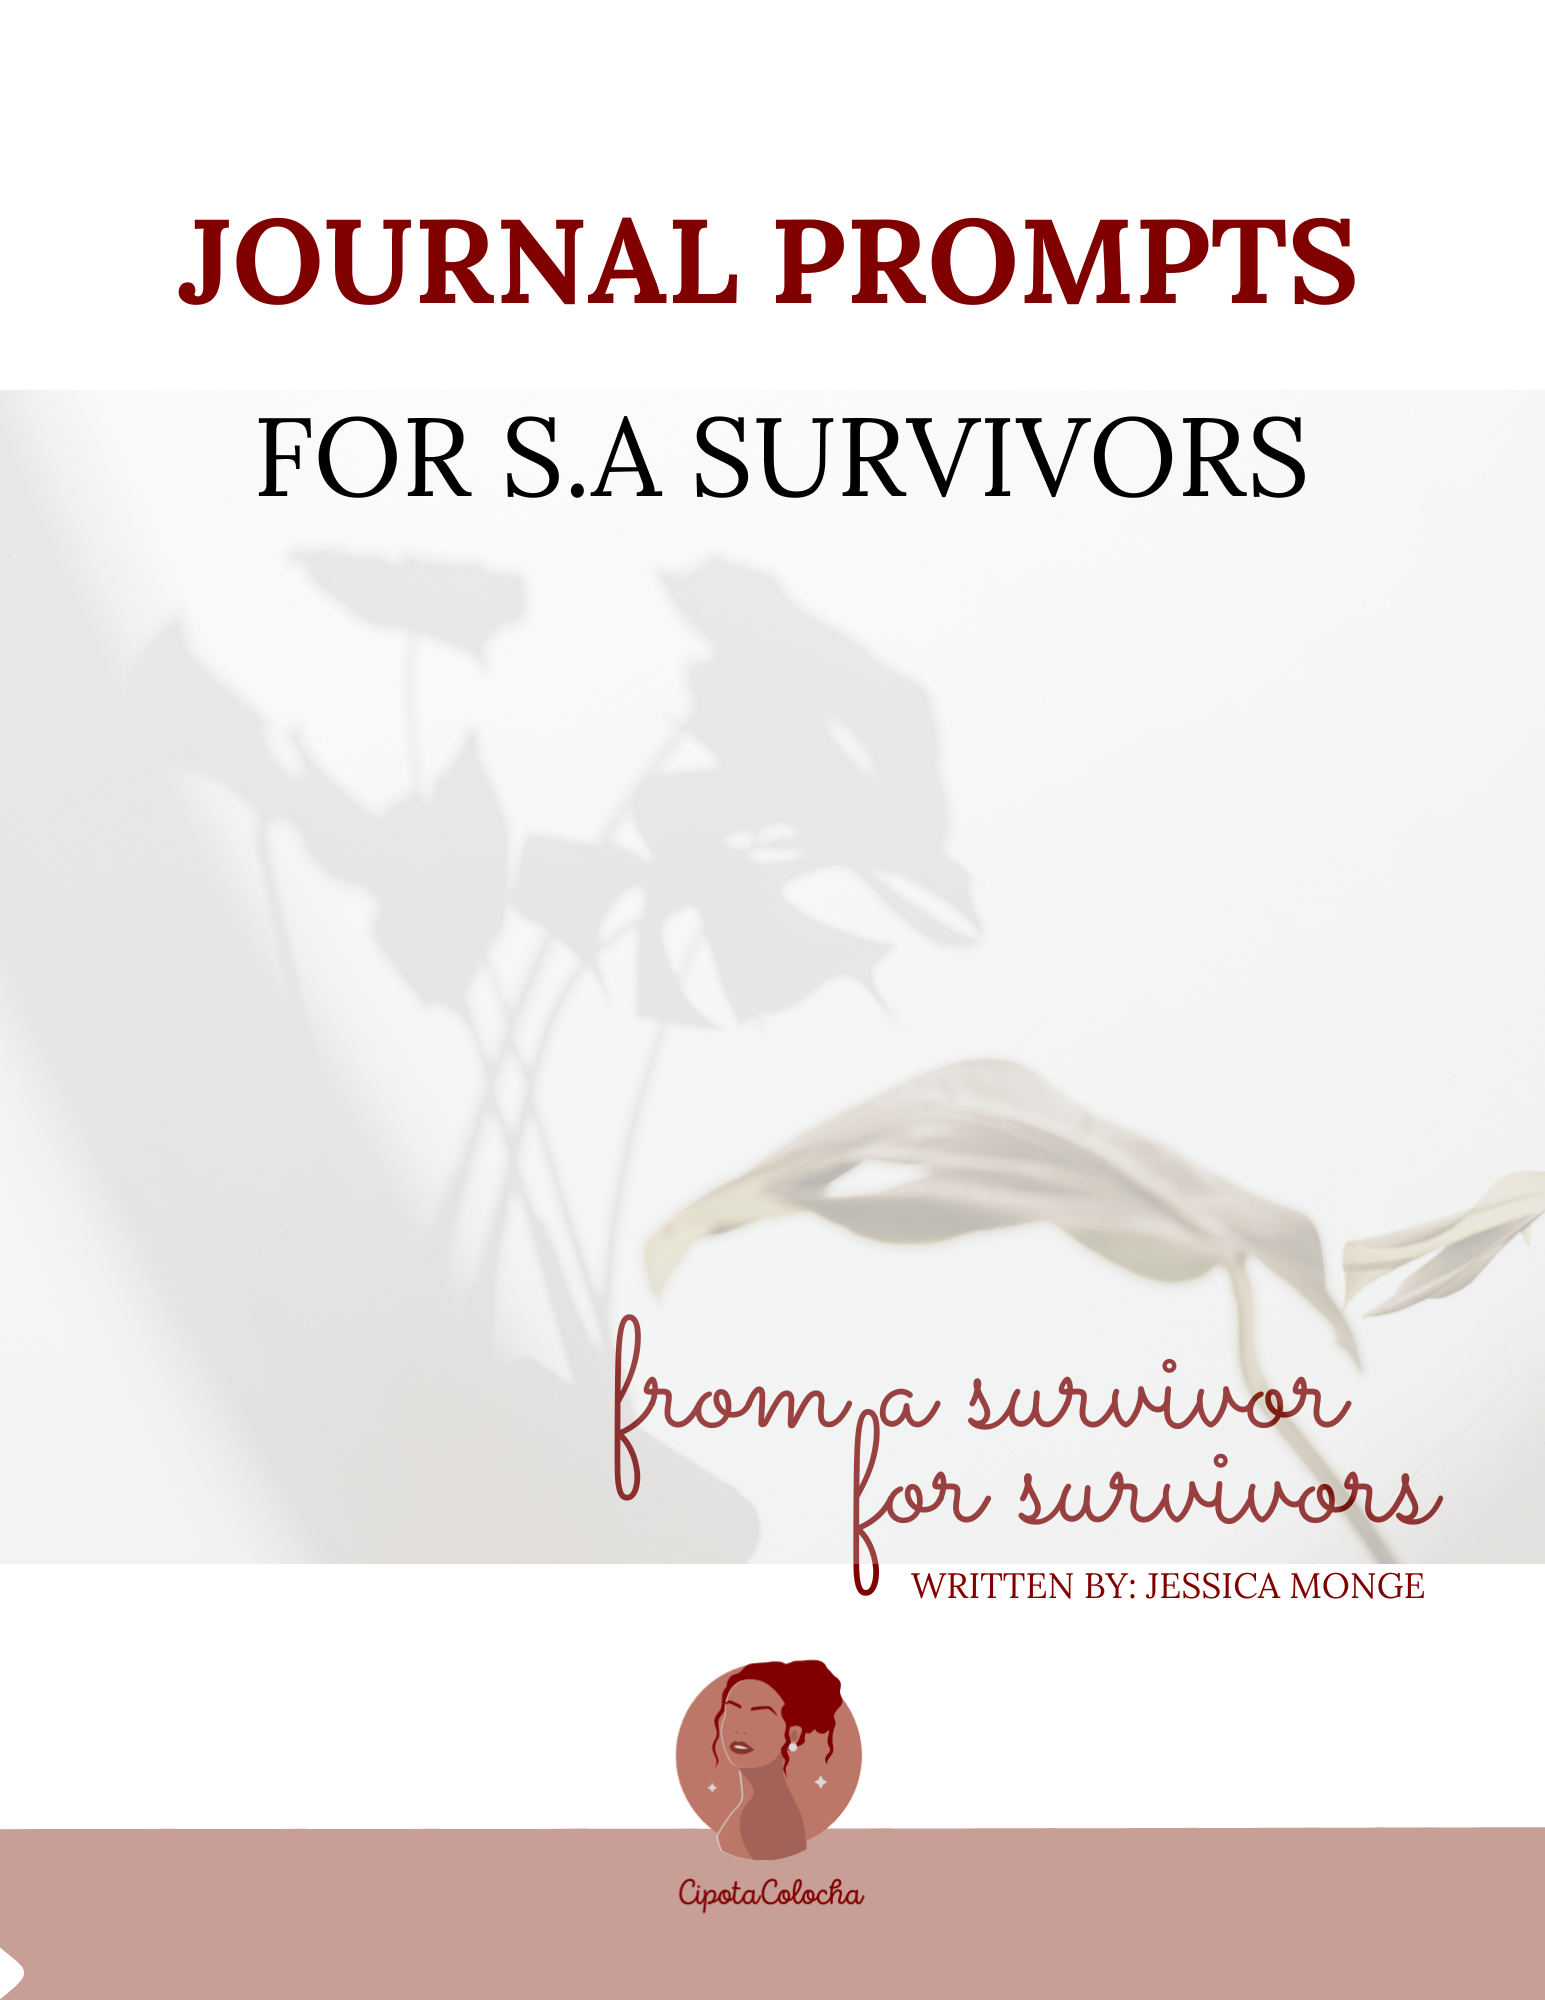 JOURNAL PROMPTS
FOR S.A SURVIVORS
from a survivor
for survivors
WRITTEN BY: JESSICA MONGE
CipotaColocha